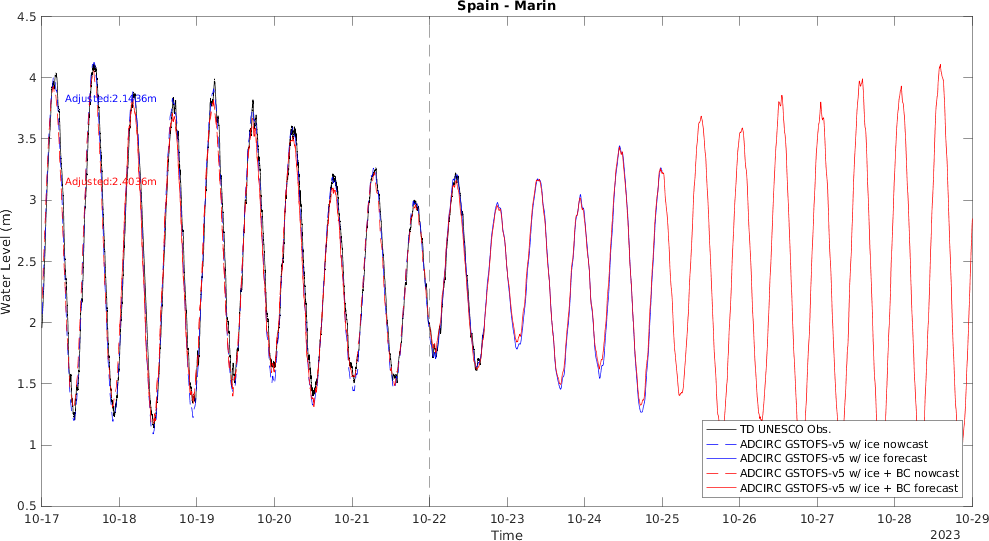 Spain - Marin
4.5
4
3.5
3
2.5
2
1.5
1
0.5
Water Level (m)
Adjusted:2.1436m
Adjusted:2.4036m
TD UNESCO Obs.
ADCIRC GSTOFS-v5 w/ ice nowcast
ADCIRC GSTOFS-v5 w/ ice forecast
ADCIRC GSTOFS-v5 w/ ice + BC nowcast
ADCIRC GSTOFS-v5 w/ ice + BC forecast
10-17 10-18 10-19 10-20 10-21 10-22 10-23 10-24 10-25 10-26 10-27 10-28 10-29
Time
2023